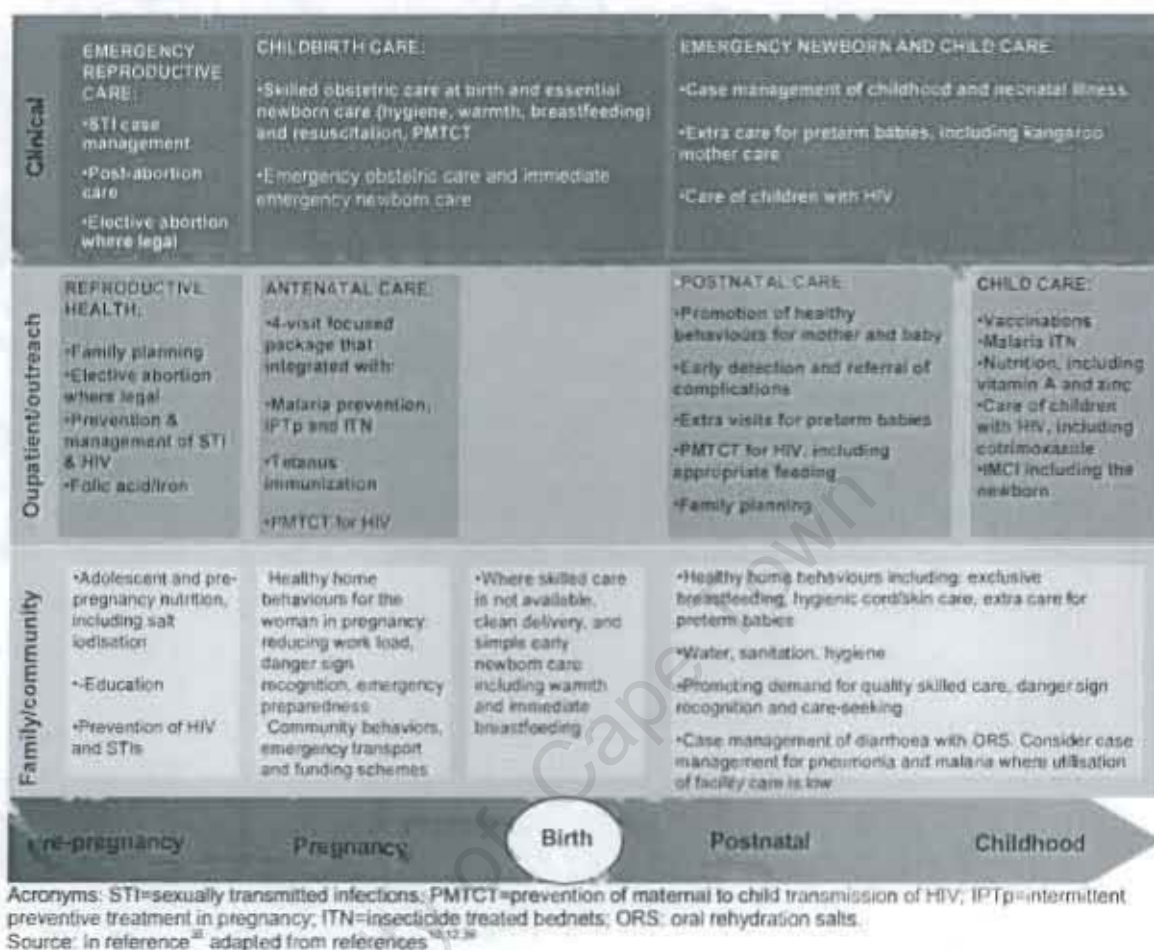 Clinical
EMERGENCY
REPRODUCTIVE
CARE:
•STI case
management
•Post-abortion
care
•Elective abortion
where legal
CHILDBIRTH CARE:
•Skilled obstetric care at birth and essential
newborn care (hygiene, warmth, breastfeeding)
and resuscitation, PMTCT
•Emergency obstetric care and immediate
emergency newborn care
EMERGENCY NEWBORN AND CHILD CARE:
•Case management of childhood and neonatal illness
•Extra care for preterm babies, including kangaroo
mother care
•Care of children with HIV
Oupatient/outreach
REPRODUCTIVE
HEALTH:
•Family planning
•Elective abortion
where legal
•Prevention &
management of STI
& HIV
•Folic acid/iron
ANTENATAL CARE:
•4-visit focused
package that
integrated with:
•Malaria prevention,
IPTp and ITN
•Tetanus
immunization
•PMTCT for HIV
POSTNATAL CARE
•Promotion of healthy
behaviours for mother and baby
•Early detection and referral of
complications
•Extra visits for preterm babies
•PMTCT for HIV, including
appropriate feeding
•Family planning
CHILD CARE:
•Vaccinations
•Malaria ITN
•Nutrition, including
vitamin A and zinc
•Care of children
with HIV, including
cotrimoxazole
•IMCI including the
newborn
Family/community
•Adolescent and pre-
pregnancy nutrition,
including salt
iodisation
•-Education
•Prevention of HIV
and STIs
Healthy home
behaviours for the
woman in pregnancy:
reducing work load,
danger sign
recognition, emergency
preparedness
Community behaviors,
emergency transport
and funding schemes
•Where skilled care
is not available,
clean delivery, and
simple early
newborn care
including warmth
and immediate
breastfeeding
•Healthy home behaviours including: exclusive
breastfeeding, hygienic cord/skin care, extra care for
preterm babies
•Water, sanitation, hygiene
•Promoting demand for quality skilled care, danger sign
recognition and care-seeking
•Case management of diarrhoea with ORS. Consider case
management for pneumonia and malaria where utilisation
of facility care is low
Pre-pregnancy
Pregnancy
Birth
Postnatal
Childhood
Acronyms: STI=sexually transmitted infections; PMTCT=prevention of maternal to child transmission of HIV; IPTp=intermittent
preventive treatment in pregnancy; ITN=insecticide treated bednets; ORS: oral rehydration salts.
Source: In reference adapted from references
of Cape Town